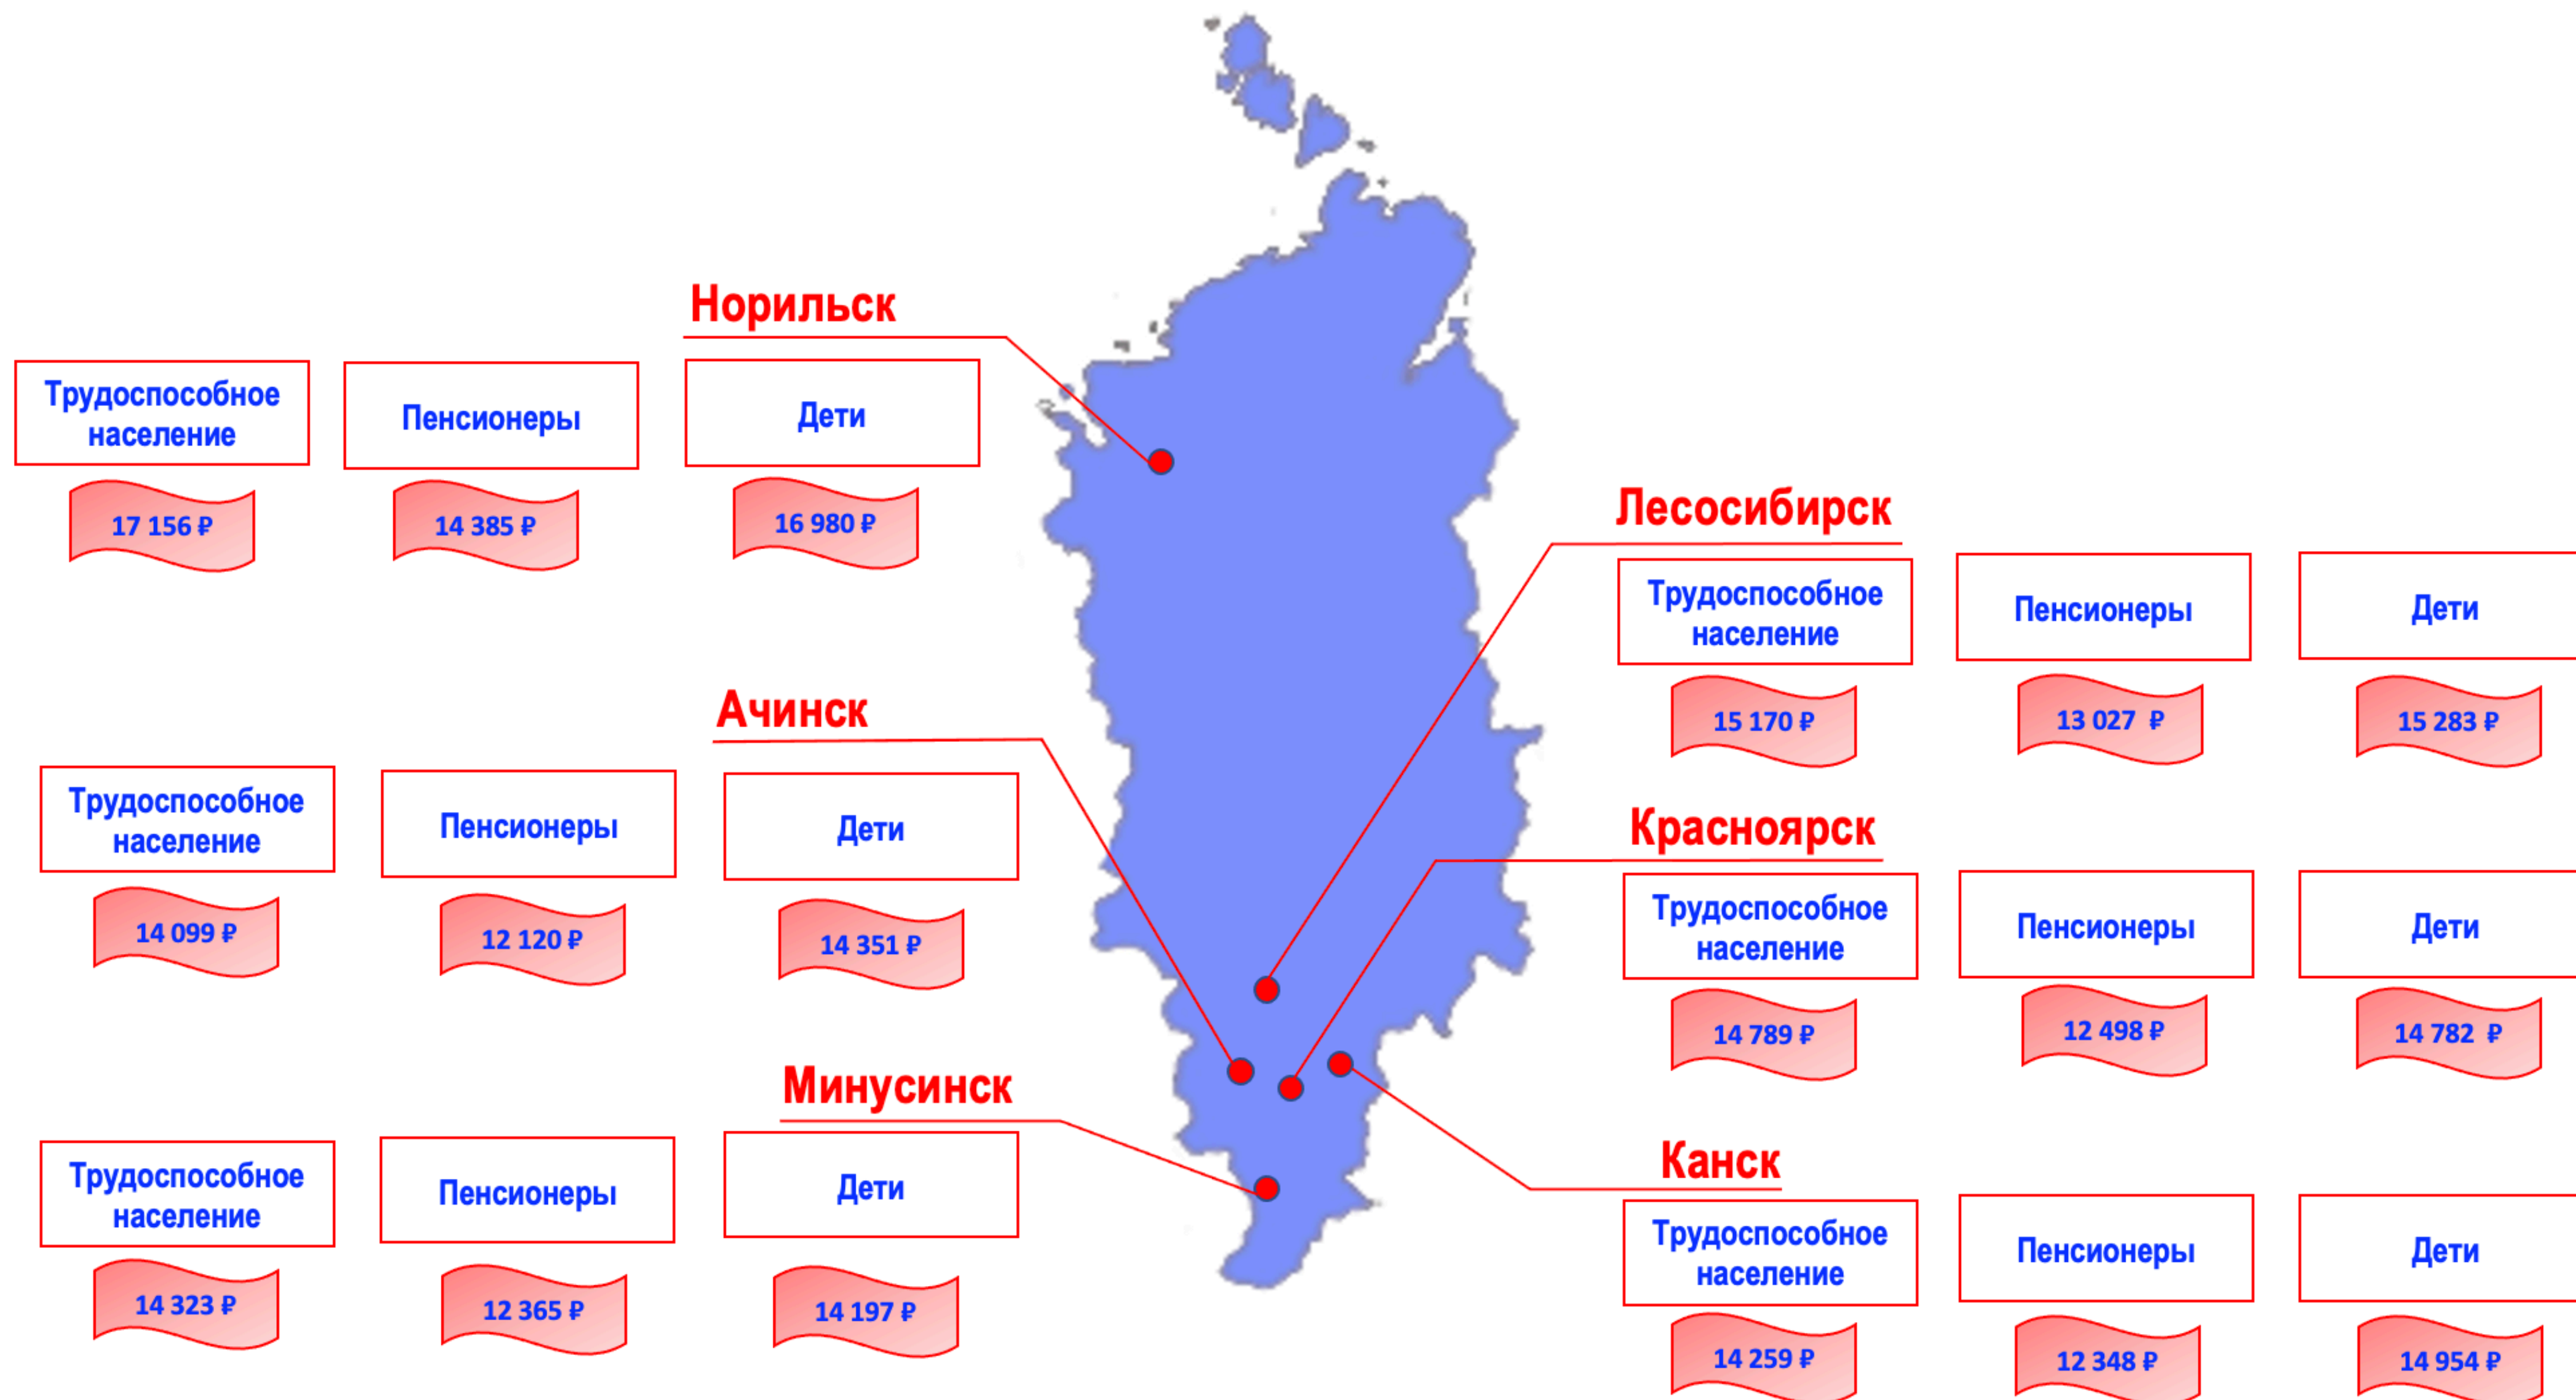 Норильск
Трудоспособное
население
Пенсионеры
Дети
17 156 ₽
14 385 ₽
16 980 ₽
Ачинск
Трудоспособное
население
Пенсионеры
Дети
14 099 ₽
12 120 ₽
14 351 ₽
Минусинск
Трудоспособное
население
Пенсионеры
Дети
14 323 ₽
12 365 ₽
14 197 ₽
Лесосибирск
Трудоспособное
население
Пенсионеры
Дети
15 170 ₽
13 027 ₽
15 283 ₽
Красноярск
Трудоспособное
население
Пенсионеры
Дети
14 789 ₽
12 498 ₽
14 782 ₽
Канск
Трудоспособное
население
Пенсионеры
Дети
14 259 ₽
12 348 ₽
14 954 ₽